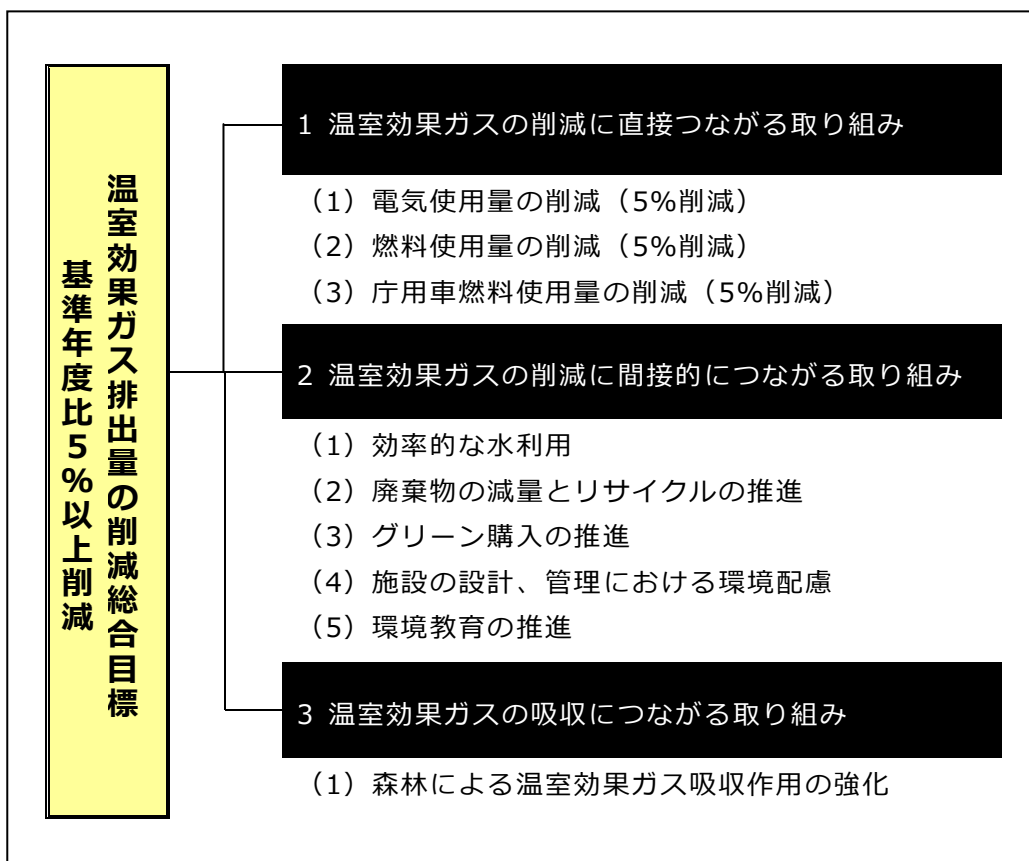 温室効果ガス排出量の削減総合目標
基準年度比5%以上削減
1 温室効果ガスの削減に直接つながる取り組み
（1）電気使用量の削減（5%削減）
（2）燃料使用量の削減（5%削減）
（3）庁用車燃料使用量の削減（5%削減）
2 温室効果ガスの削減に間接的につながる取り組み
（1）効率的な水利用
（2）廃棄物の減量とリサイクルの推進
（3）グリーン購入の推進
（4）施設の設計、管理における環境配慮
（5）環境教育の推進
3 温室効果ガスの吸収につながる取り組み
（1）森林による温室効果ガス吸収作用の強化